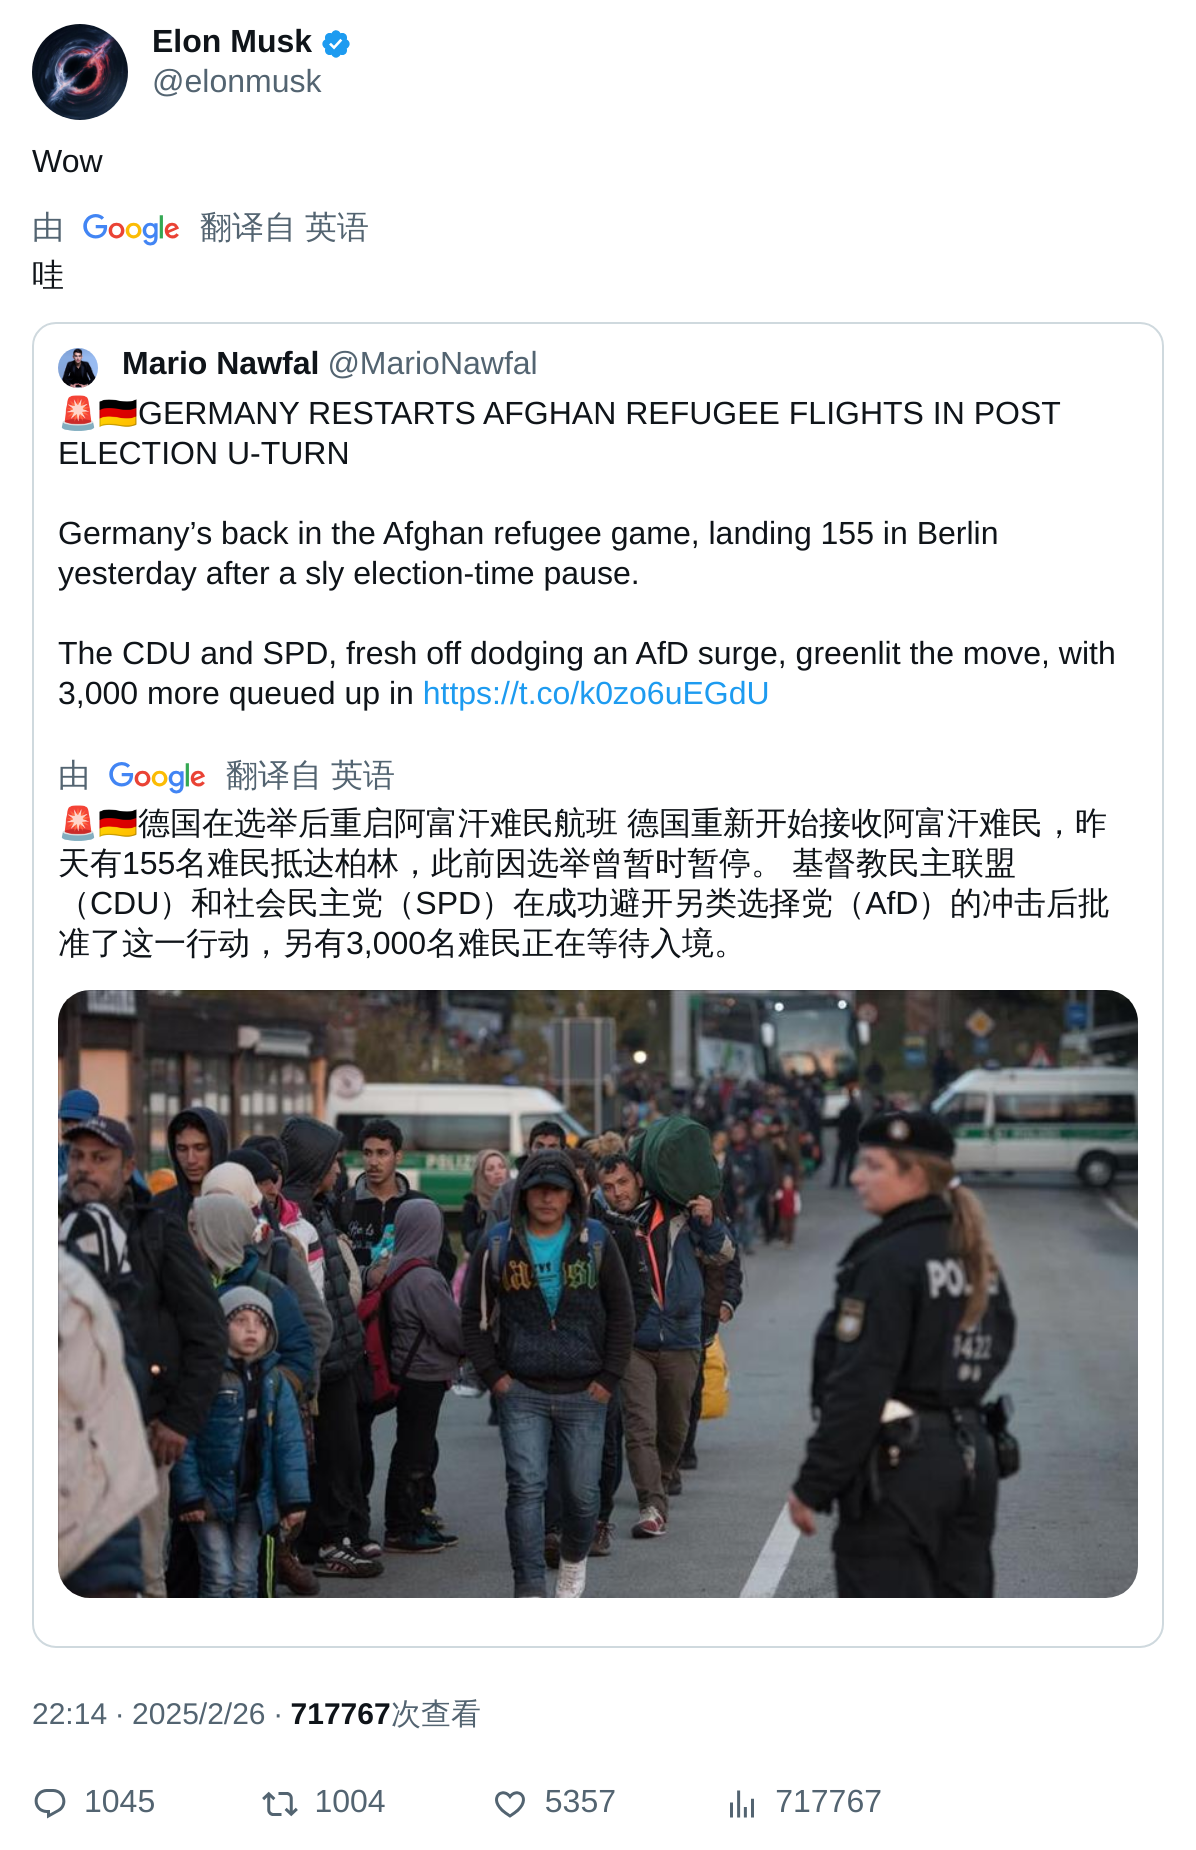 Elon Musk
@elonmusk
Wow
由 Google 翻译自 英语
哇
Mario Nawfal @MarioNawfal
🚨🇩🇪GERMANY RESTARTS AFGHAN REFUGEE FLIGHTS IN POST
ELECTION U-TURN
Germany’s back in the Afghan refugee game, landing 155 in Berlin
yesterday after a sly election-time pause.
The CDU and SPD, fresh off dodging an AfD surge, greenlit the move, with
3,000 more queued up in https://t.co/k0zo6uEGdU
由 Google 翻译自 英语
🚨🇩🇪德国在选举后重启阿富汗难民航班 德国重新开始接收阿富汗难民，昨
天有155名难民抵达柏林，此前因选举曾暂时暂停。 基督教民主联盟
（CDU）和社会民主党（SPD）在成功避开另类选择党（AfD）的冲击后批
准了这一行动，另有3,000名难民正在等待入境。
POLIZEI
1422
22:14 · 2025/2/26 · 717767次查看
1045 1004 5357 717767